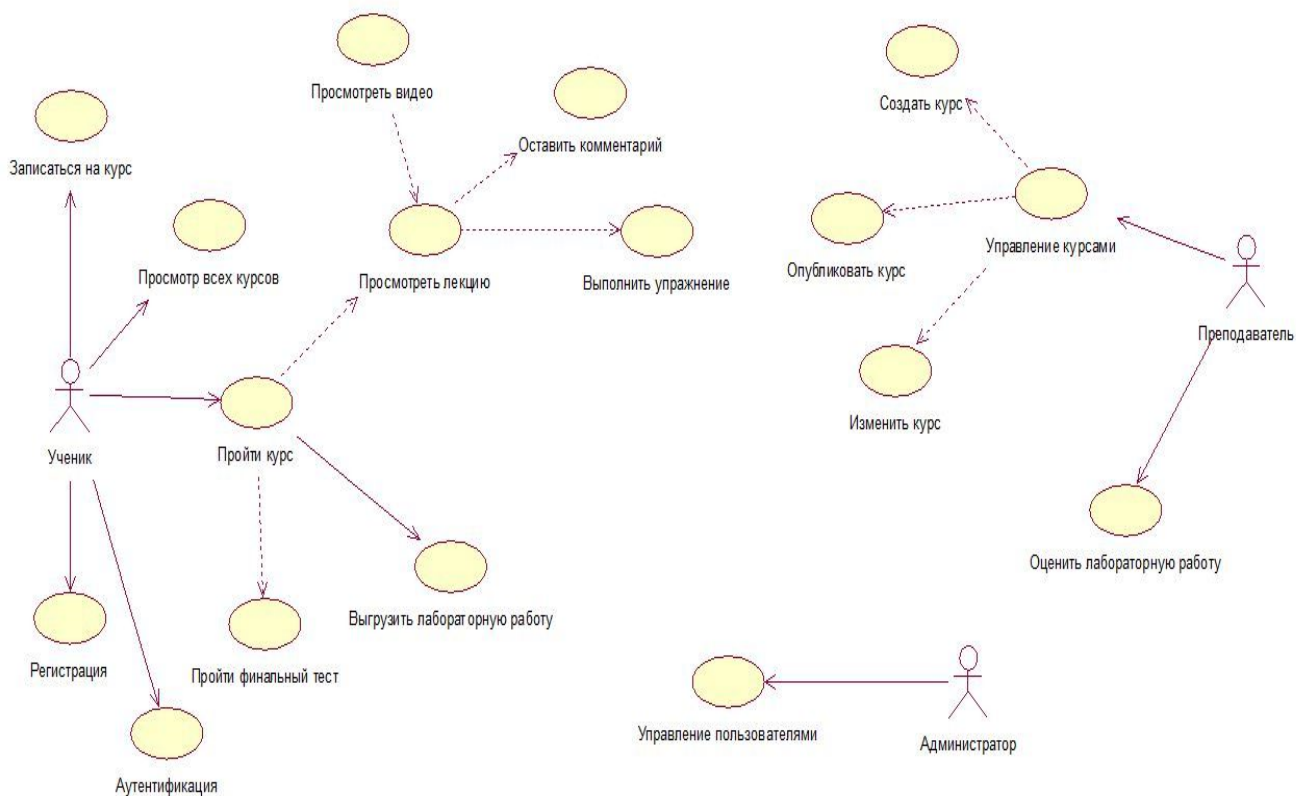 Просмотреть видео
Создать курс
Оставить комментарий
Записаться на курс
Просмотр всех курсов
Просмотреть лекцию
Выполнить упражнение
Опубликовать курс
Управление курсами
Преподаватель
Изменить курс
Ученик
Пройти курс
Оценить лабораторную работу
Выгрузить лабораторную работу
Регистрация
Пройти финальный тест
Управление пользователями
Администратор
Аутентификация